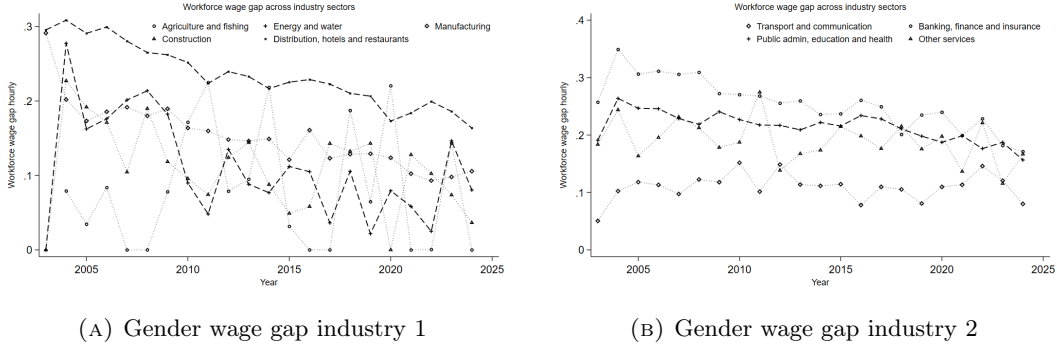 Workforce wage gap across industry sectors
Agriculture and fishing
Energy and water
Manufacturing
Construction
Distribution, hotels and restaurants
Workforce wage gap hourly
.3
.2
.1
0
2005
2010
2015
2020
2025
Year
(A) Gender wage gap industry 1
Workforce wage gap across industry sectors
Transport and communication
Banking, finance and insurance
Public admin, education and health
Other services
Workforce wage gap hourly
.4
.3
.2
.1
0
2005
2010
2015
2020
2025
Year
(B) Gender wage gap industry 2